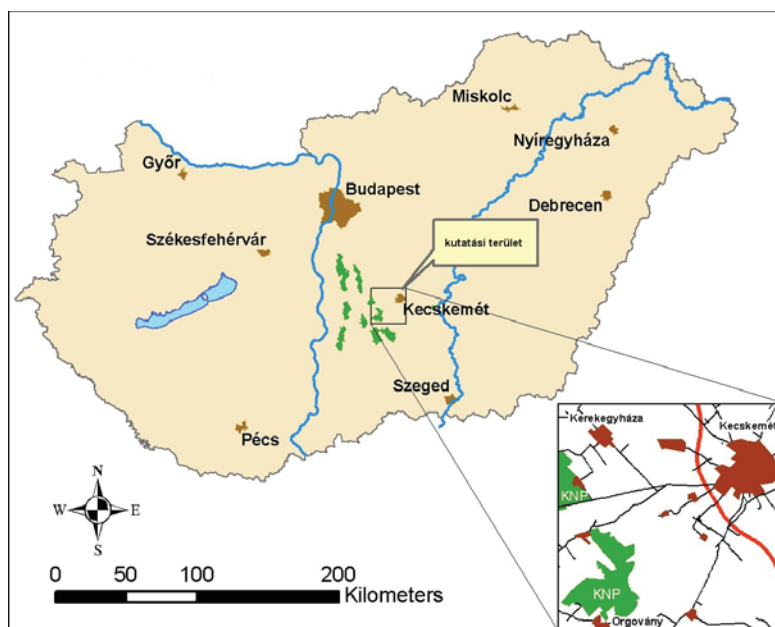 Miskolc
Nyíregyháza
Győr
Budapest
Debrecen
Székesfehérvár
kutatási terület
Kecskemét
Szeged
Pécs
Kerekegyháza
Kecskemét
KNP
KNP
Orgovány
N
W E
S
0 50 100 200
Kilometers